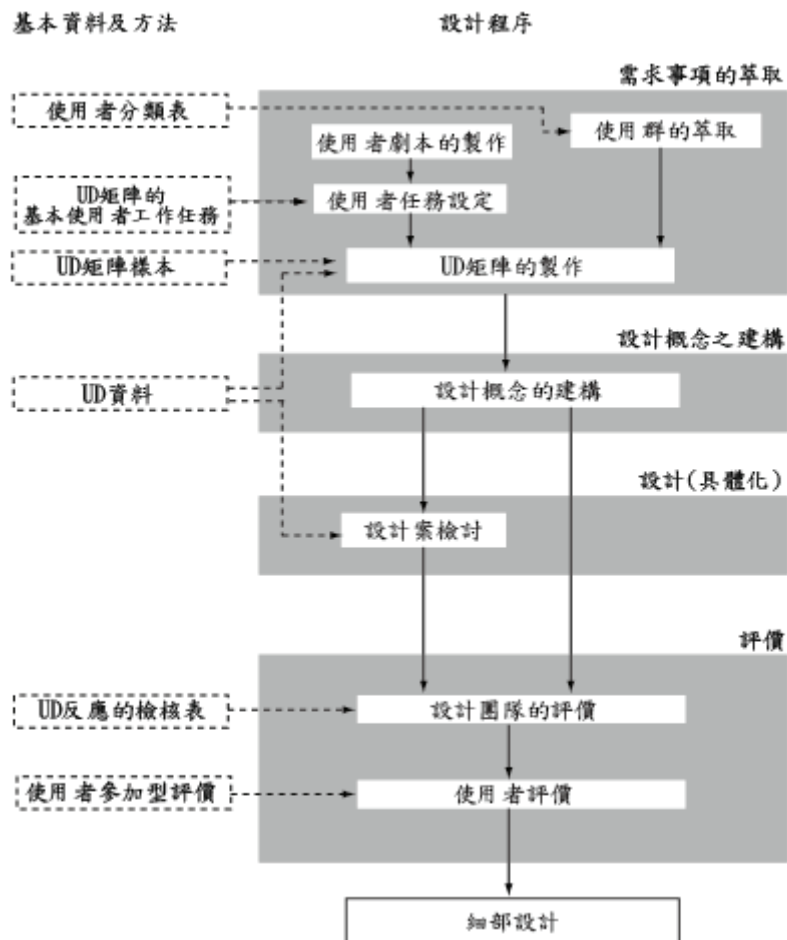 基本資料及方法
設計程序
需求事項的萃取
使用者分類表
使用者劇本的製作
使用群的萃取
UD矩陣的
基本使用者工作任務
使用者任務設定
UD矩陣樣本
UD矩陣的製作
設計概念之建構
UD資料
設計概念的建構
設計(具體化)
設計案檢討
評價
UD反應的檢核表
設計團隊的評價
使用者參加型評價
使用者評價
細部設計